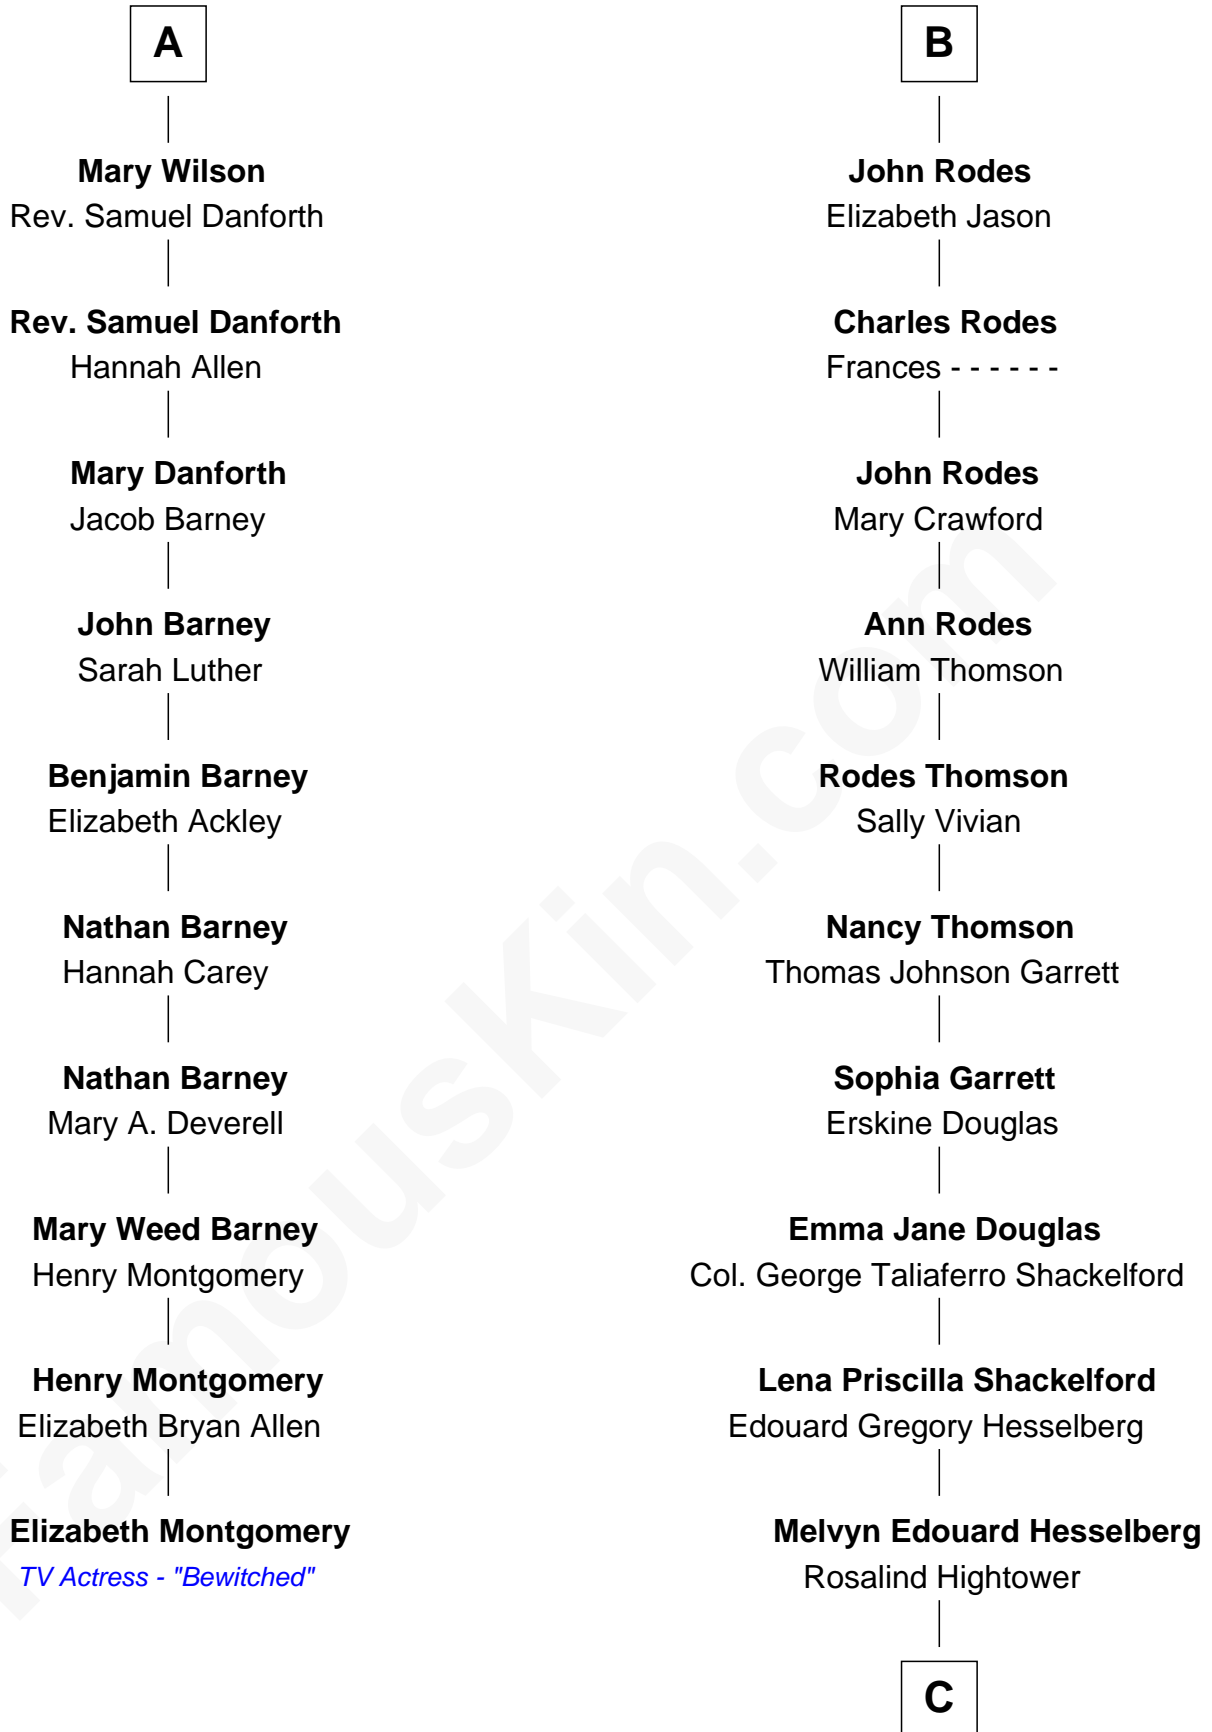 A
Mary Wilson
Rev. Samuel Danforth
Rev. Samuel Danforth
Hannah Allen
Mary Danforth
Jacob Barney
John Barney
Sarah Luther
Benjamin Barney
Elizabeth Ackley
Nathan Barney
Hannah Carey
Nathan Barney
Mary A. Deverell
Mary Weed Barney
Henry Montgomery
Henry Montgomery
Elizabeth Bryan Allen
Elizabeth Montgomery
TV Actress - "Bewitched"
B
John Rodes
Elizabeth Jason
Charles Rodes
Frances - - - - - -
John Rodes
Mary Crawford
Ann Rodes
William Thomson
Rodes Thomson
Sally Vivian
Nancy Thomson
Thomas Johnson Garrett
Sophia Garrett
Erskine Douglas
Emma Jane Douglas
Col. George Taliaferro Shackelford
Lena Priscilla Shackelford
Edouard Gregory Hesselberg
Melvyn Edouard Hesselberg
Rosalind Hightower
C
FamousKin.com